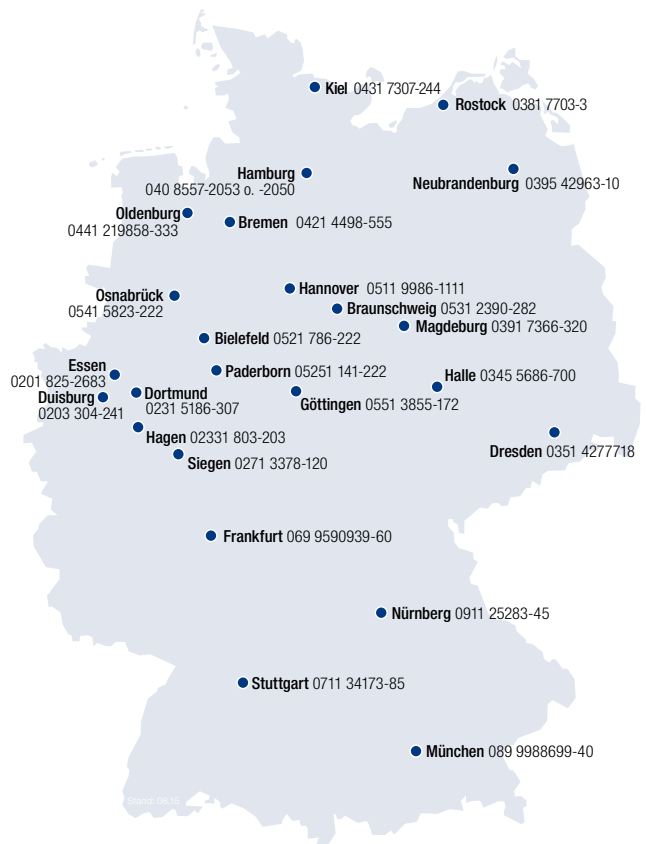 Kiel 0431 7307-244
Rostock 0381 7703-3
Hamburg
040 8557-2053 o. -2050
Neubrandenburg 0395 42963-10
Oldenburg
0441 219858-333
Bremen 0421 4498-555
Hannover 0511 9986-1111
Osnabrück
0541 5823-222
Braunschweig 0531 2390-282
Magdeburg 0391 7366-320
Bielefeld 0521 786-222
Essen
0201 825-2683
Paderborn 05251 141-222
Halle 0345 5686-700
Duisburg
0203 304-241
Dortmund
0231 5186-307
Göttingen 0551 3855-172
Hagen 02331 803-203
Siegen 0271 3378-120
Dresden 0351 4277718
Frankfurt 069 9590939-60
Nürnberg 0911 25283-45
Stuttgart 0711 34173-85
München 089 9988699-40
Stand: 08.15